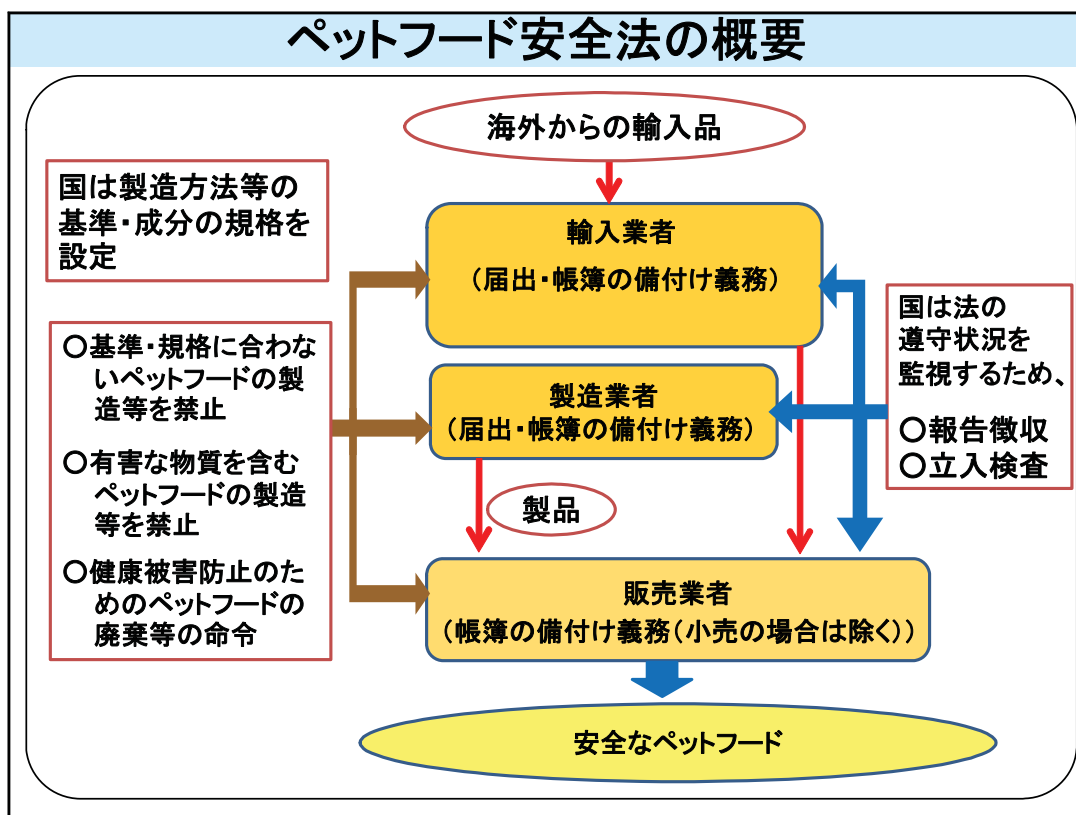 ペットフード安全法の概要
海外からの輸入品
国は製造方法等の
基準・成分の規格を
設定
輸入業者
（届出・帳簿の備付け義務）
○基準・規格に合わな
いペットフードの製
造等を禁止
○有害な物質を含む
ペットフードの製造
等を禁止
○健康被害防止のた
めのペットフードの
廃棄等の命令
製造業者
（届出・帳簿の備付け義務）
製品
国は法の
遵守状況を
監視するため、
○報告徴収
○立入検査
販売業者
（帳簿の備付け義務（小売の場合は除く））
安全なペットフード